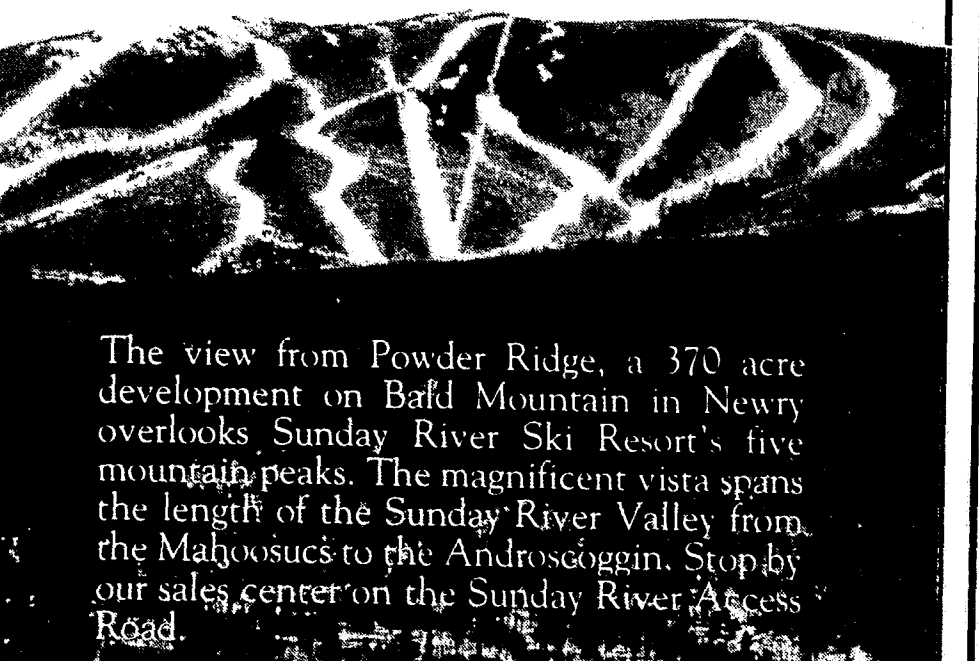 The view from Powder Ridge, a 370 acre
development on Bald Mountain in Newry
overlooks Sunday River Ski Resort's five
mountain peaks. The magnificent vista spans
the length of the Sunday River Valley from
the Mahoosucs to the Androscoggin. Stop by
our sales center on the Sunday River Access
Road.